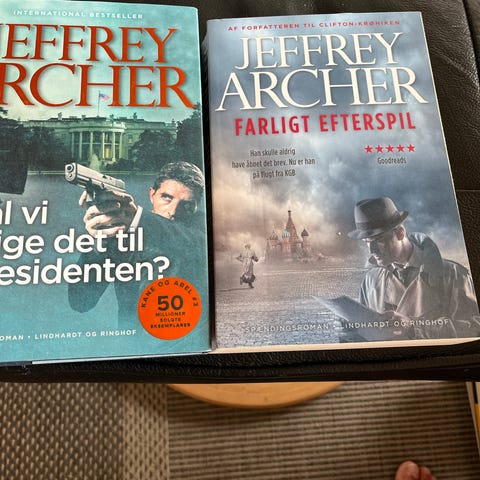 INTERNATIONAL BESTSELLER
JEFFREY
ARCHER
al vi
ige det til
esidenten?
KANE OG ABEL #3
50
MILLIONER
SOLGTE
EKSEMPLARER
ROMAN • LINDHARDT OG RINGHOF
AF FORFATTEREN TIL CLIFTON-KRØNIKEN
JEFFREY
ARCHER
FARLIGT EFTERSPIL
Han skulle aldrig
have åbnet det brev. Nu er han
på flugt fra KGB
★★★★★
Goodreads
SPÆNDINGSROMAN • LINDHARDT OG RINGHOF